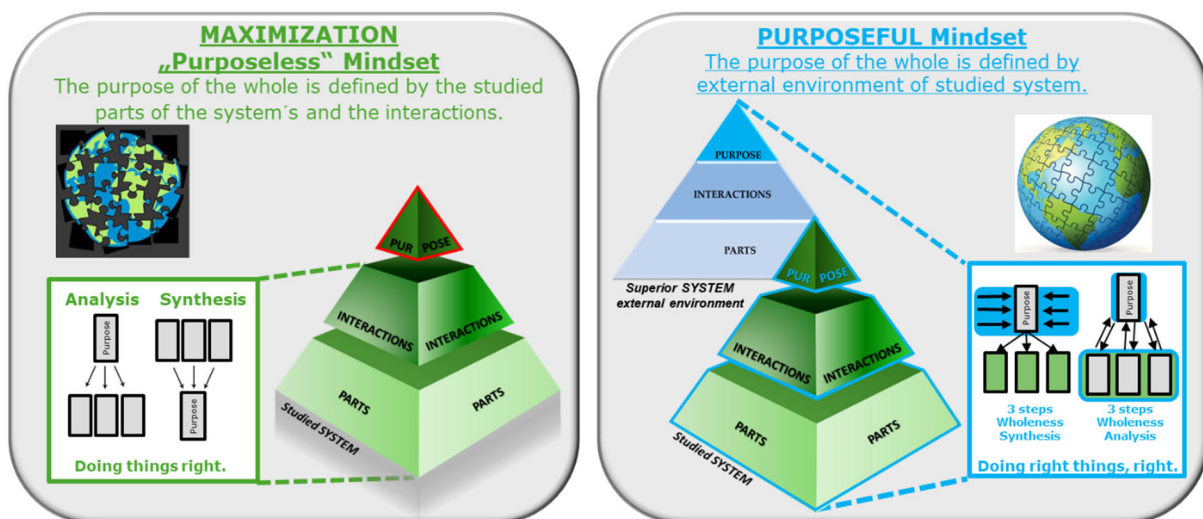 MAXIMIZATION
„Purposeless“ Mindset
The purpose of the whole is defined by the studied
parts of the system´s and the interactions.
PUR POSE
INTERACTIONS INTERACTIONS
PARTS PARTS
Studied SYSTEM
Analysis Synthesis
Purpose
Purpose
Doing things right.
PURPOSEFUL Mindset
The purpose of the whole is defined by
external environment of studied system.
PURPOSE
INTERACTIONS
PARTS
Superior SYSTEM
external environment
PUR POSE
INTERACTIONS INTERACTIONS
PARTS PARTS
Studied SYSTEM
Purpose
Purpose
3 steps
Wholeness
Synthesis
3 steps
Wholeness
Analysis
Doing right things, right.